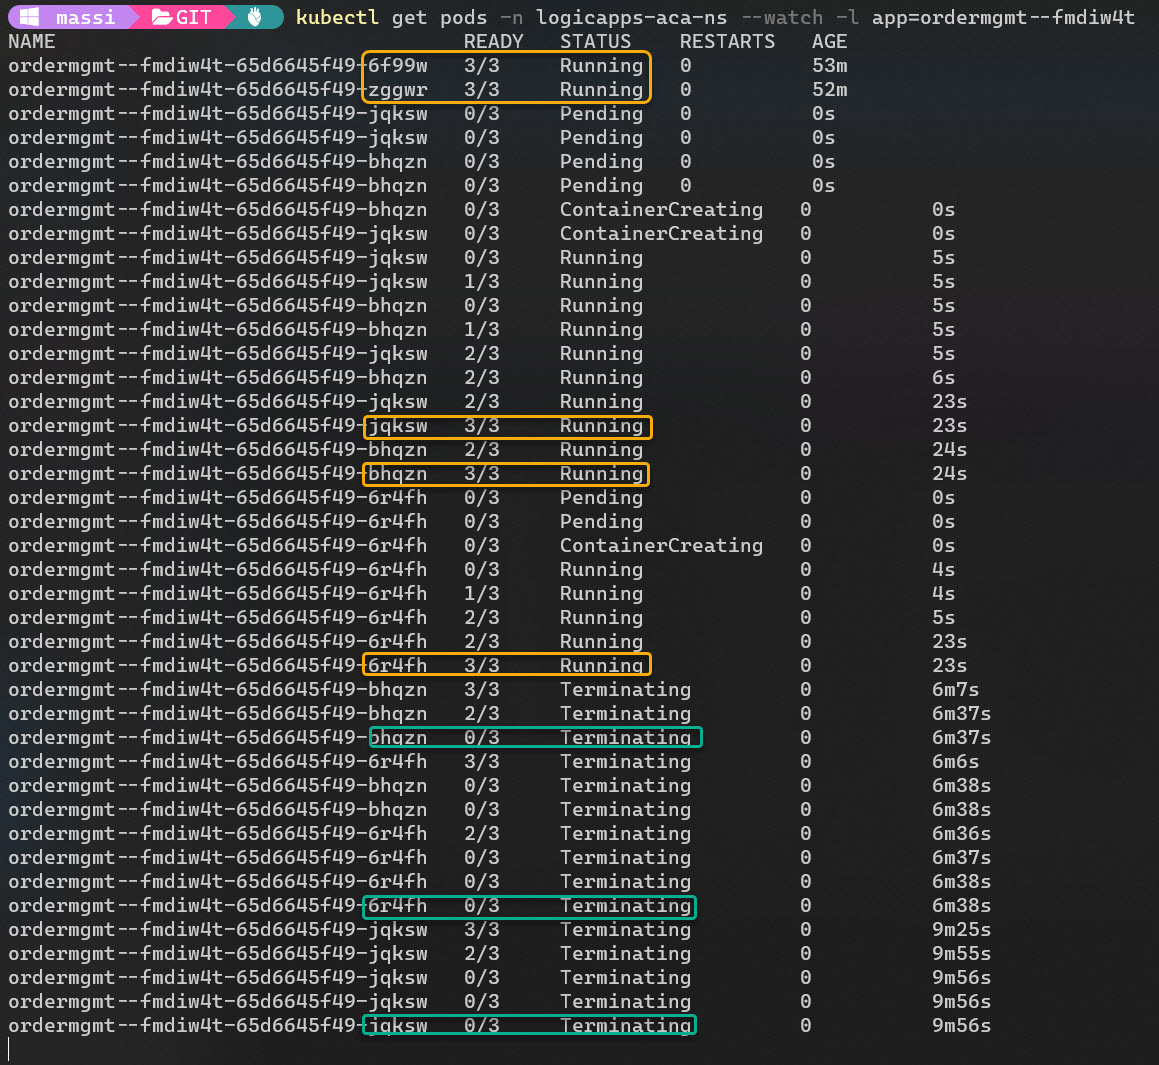 massi GIT kubectl get pods -n logicapps-aca-ns --watch -l app=ordermgmt--fmdiw4t
NAME READY STATUS RESTARTS AGE
ordermgmt--fmdiw4t-65d6645f49-6f99w 3/3 Running 0 53m
ordermgmt--fmdiw4t-65d6645f49-zggwr 3/3 Running 0 52m
ordermgmt--fmdiw4t-65d6645f49-jqksw 0/3 Pending 0 0s
ordermgmt--fmdiw4t-65d6645f49-jqksw 0/3 Pending 0 0s
ordermgmt--fmdiw4t-65d6645f49-bhqzn 0/3 Pending 0 0s
ordermgmt--fmdiw4t-65d6645f49-bhqzn 0/3 Pending 0 0s
ordermgmt--fmdiw4t-65d6645f49-bhqzn 0/3 ContainerCreating 0 0s
ordermgmt--fmdiw4t-65d6645f49-jqksw 0/3 ContainerCreating 0 0s
ordermgmt--fmdiw4t-65d6645f49-jqksw 0/3 Running 0 5s
ordermgmt--fmdiw4t-65d6645f49-jqksw 1/3 Running 0 5s
ordermgmt--fmdiw4t-65d6645f49-bhqzn 0/3 Running 0 5s
ordermgmt--fmdiw4t-65d6645f49-bhqzn 1/3 Running 0 5s
ordermgmt--fmdiw4t-65d6645f49-jqksw 2/3 Running 0 5s
ordermgmt--fmdiw4t-65d6645f49-bhqzn 2/3 Running 0 6s
ordermgmt--fmdiw4t-65d6645f49-jqksw 2/3 Running 0 23s
ordermgmt--fmdiw4t-65d6645f49-jqksw 3/3 Running 0 23s
ordermgmt--fmdiw4t-65d6645f49-bhqzn 2/3 Running 0 24s
ordermgmt--fmdiw4t-65d6645f49-bhqzn 3/3 Running 0 24s
ordermgmt--fmdiw4t-65d6645f49-6r4fh 0/3 Pending 0 0s
ordermgmt--fmdiw4t-65d6645f49-6r4fh 0/3 Pending 0 0s
ordermgmt--fmdiw4t-65d6645f49-6r4fh 0/3 ContainerCreating 0 0s
ordermgmt--fmdiw4t-65d6645f49-6r4fh 0/3 Running 0 4s
ordermgmt--fmdiw4t-65d6645f49-6r4fh 1/3 Running 0 4s
ordermgmt--fmdiw4t-65d6645f49-6r4fh 2/3 Running 0 5s
ordermgmt--fmdiw4t-65d6645f49-6r4fh 2/3 Running 0 23s
ordermgmt--fmdiw4t-65d6645f49-6r4fh 3/3 Running 0 23s
ordermgmt--fmdiw4t-65d6645f49-bhqzn 3/3 Terminating 0 6m7s
ordermgmt--fmdiw4t-65d6645f49-bhqzn 2/3 Terminating 0 6m37s
ordermgmt--fmdiw4t-65d6645f49-bhqzn 0/3 Terminating 0 6m37s
ordermgmt--fmdiw4t-65d6645f49-6r4fh 3/3 Terminating 0 6m6s
ordermgmt--fmdiw4t-65d6645f49-bhqzn 0/3 Terminating 0 6m38s
ordermgmt--fmdiw4t-65d6645f49-bhqzn 0/3 Terminating 0 6m38s
ordermgmt--fmdiw4t-65d6645f49-6r4fh 2/3 Terminating 0 6m36s
ordermgmt--fmdiw4t-65d6645f49-6r4fh 0/3 Terminating 0 6m37s
ordermgmt--fmdiw4t-65d6645f49-6r4fh 0/3 Terminating 0 6m38s
ordermgmt--fmdiw4t-65d6645f49-6r4fh 0/3 Terminating 0 6m38s
ordermgmt--fmdiw4t-65d6645f49-jqksw 3/3 Terminating 0 9m25s
ordermgmt--fmdiw4t-65d6645f49-jqksw 2/3 Terminating 0 9m55s
ordermgmt--fmdiw4t-65d6645f49-jqksw 0/3 Terminating 0 9m56s
ordermgmt--fmdiw4t-65d6645f49-jqksw 0/3 Terminating 0 9m56s
ordermgmt--fmdiw4t-65d6645f49-jqksw 0/3 Terminating 0 9m56s